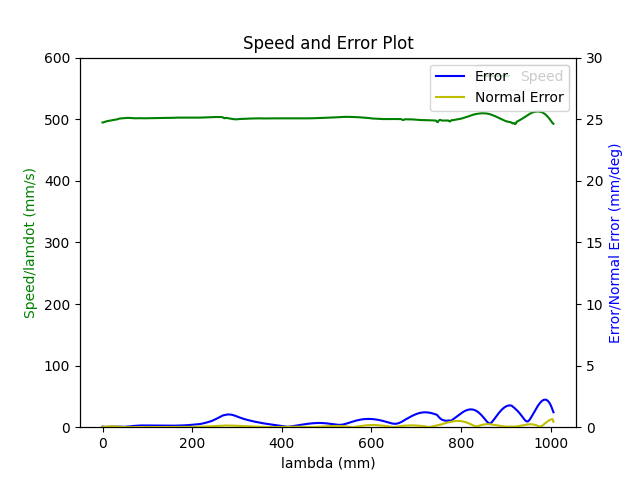 Speed and Error Plot
600
500
400
300
200
100
0
Speed/lamdot (mm/s)
30
25
20
15
10
5
0
Error/Normal Error (mm/deg)
Speed
Error
Normal Error
0
200
400
600
800
1000
lambda (mm)